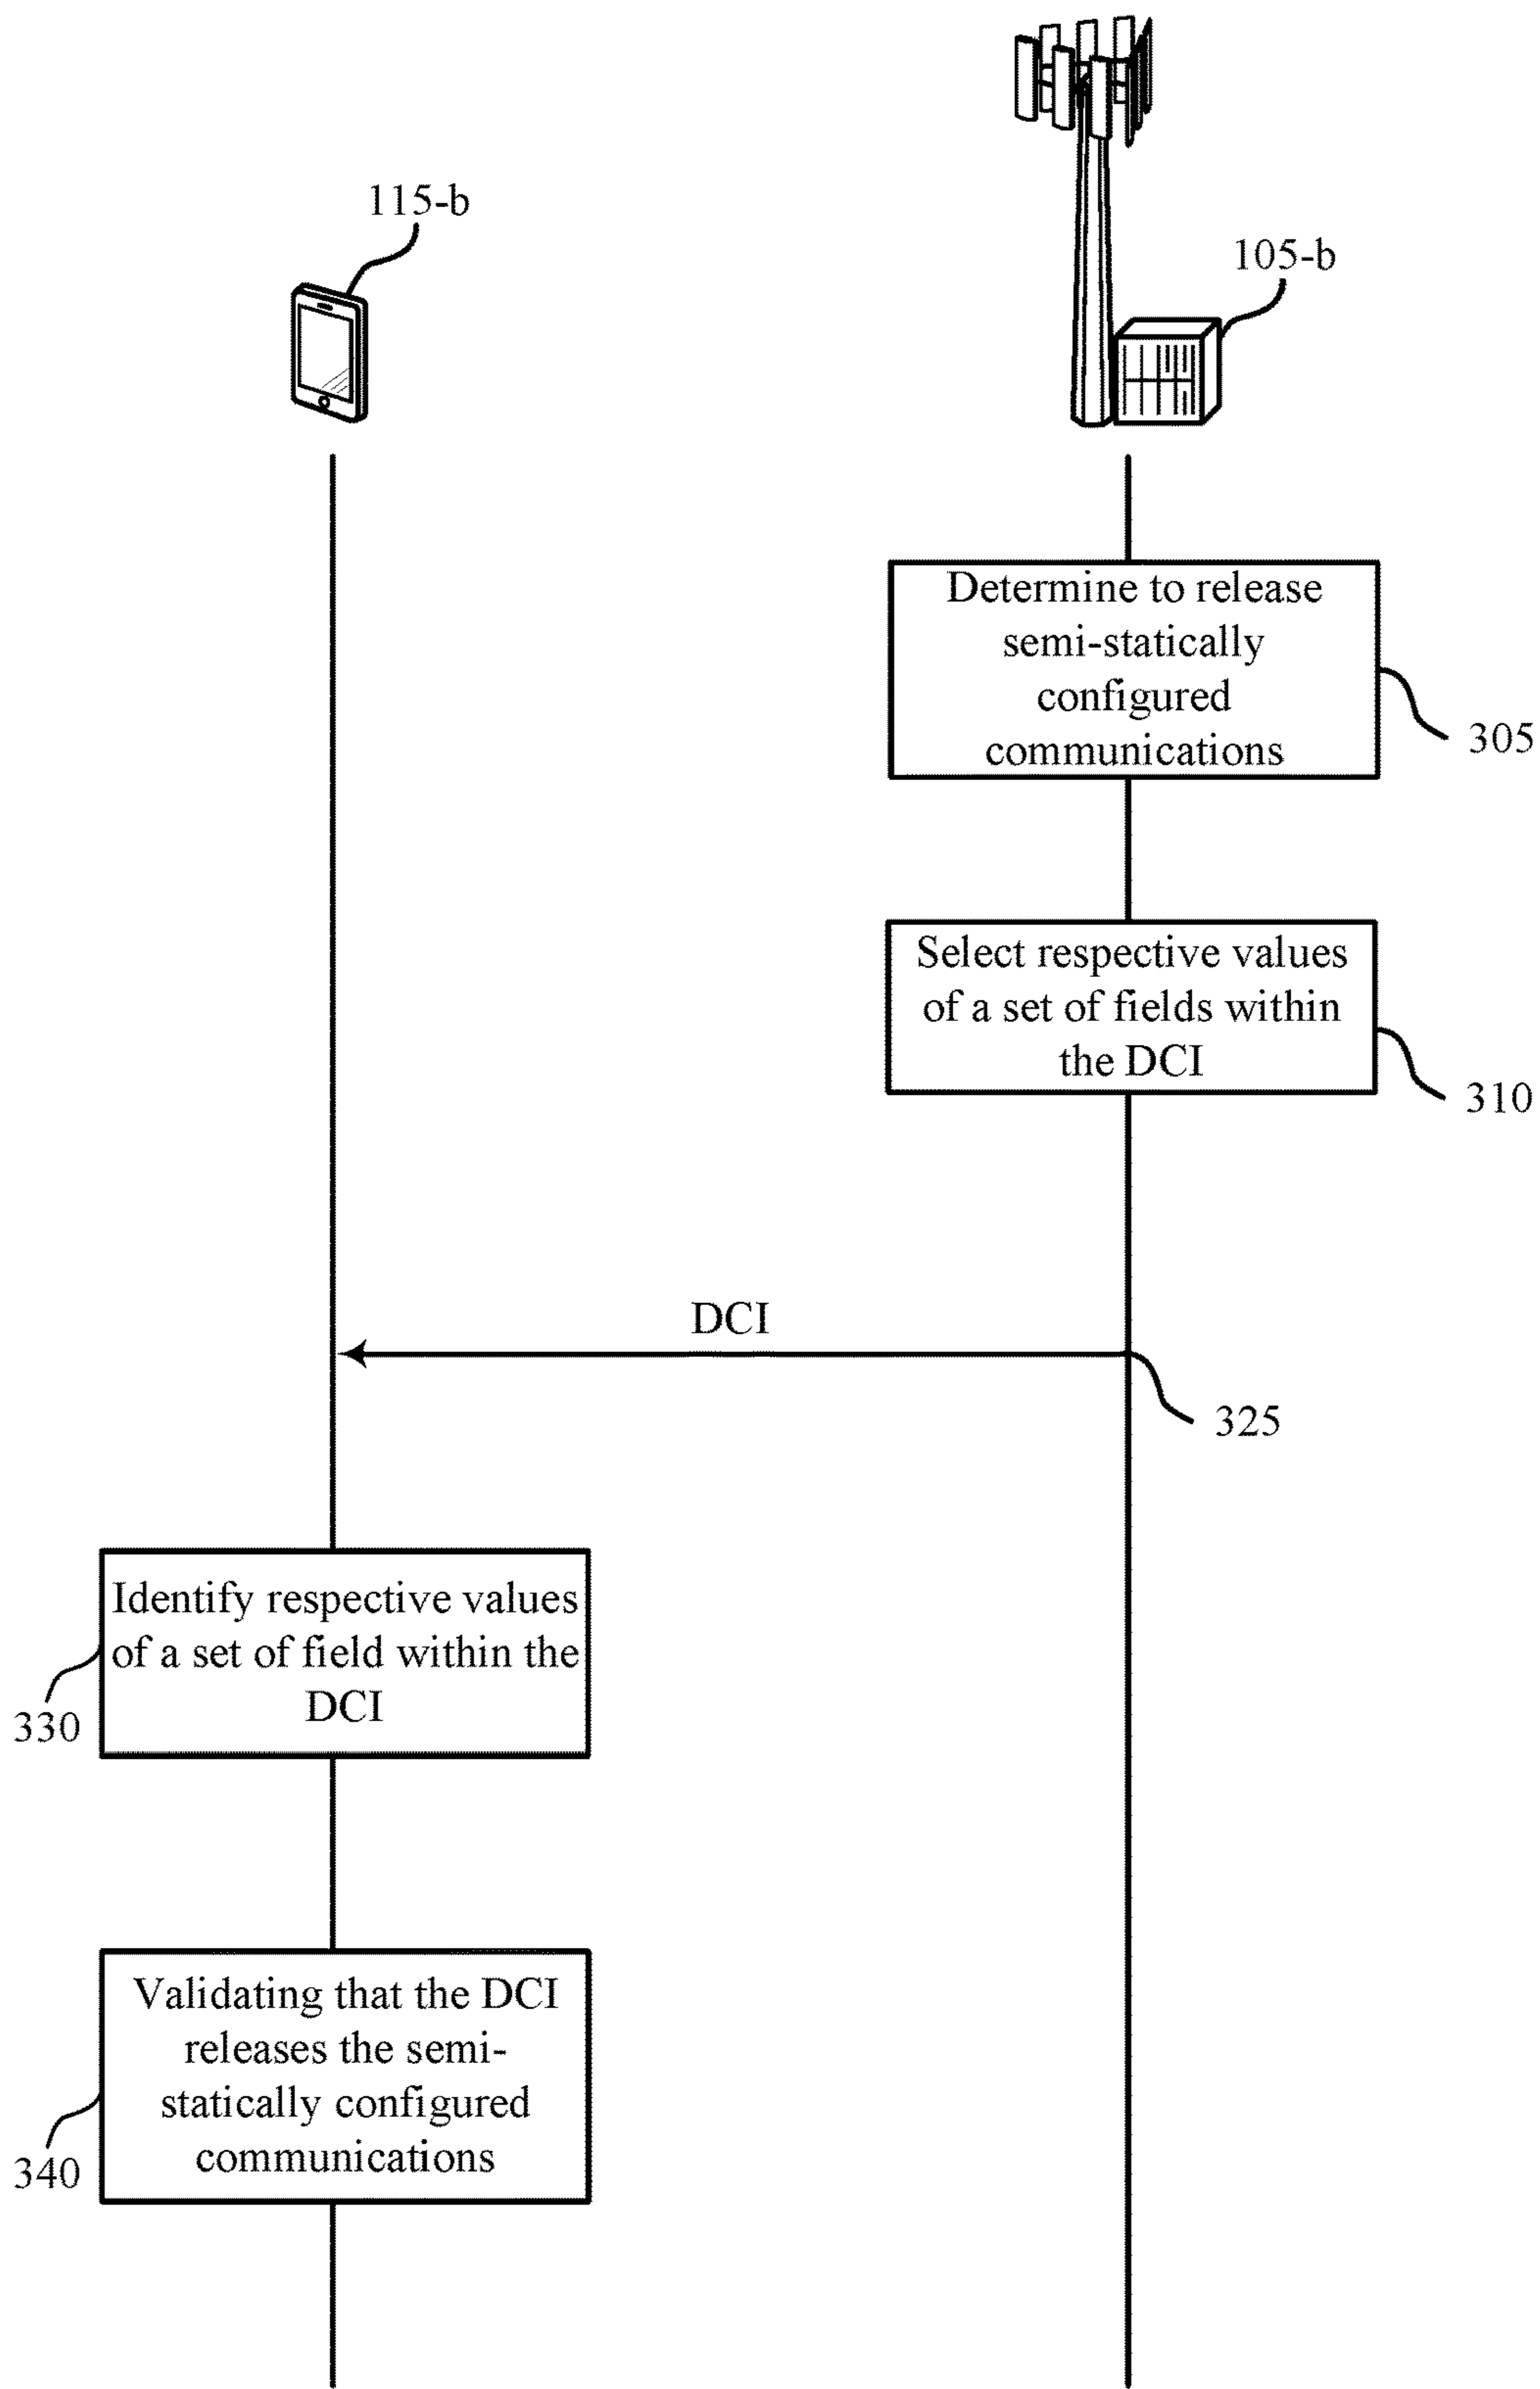 115-b
105-b
Determine to release
semi-statically
configured
communications
305
Select respective values
of a set of fields within
the DCI
310
DCI
325
Identify respective values
of a set of field within the
DCI
330
Validating that the DCI
releases the semi-
statically configured
communications
340